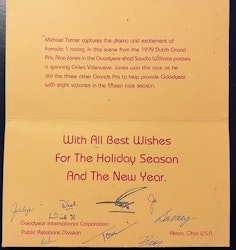 Michael Turner captures the drama and excitement of
formula 1 racing. In this scene from the 1979 Dutch Grand
Prix, Alan Jones in the Goodyear-shod Saudia Williams, passes
a spinning Gilles Villeneuve. Jones won this race as he
did the three other Grands Prix to help provide Goodyear
with eight victories in the fifteen race season.
With All Best Wishes
For The Holiday Season
And The New Year.
Jo
Goodyear International Corporation
Public Relations Division
Akron, Ohio U.S.A.
Tom